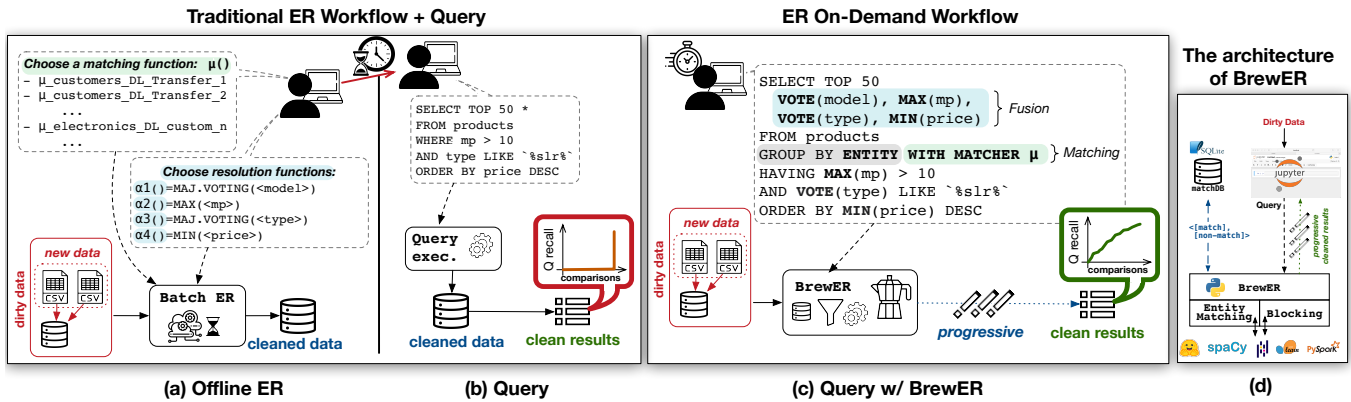 Traditional ER Workflow + Query
Choose a matching function: μ()
– μ_customers_DL_Transfer_1
– μ_customers_DL_Transfer_2
...
– μ_electronics_DL_custom_n
...
Choose resolution functions:
α1()=MAJ.VOTING(<model>)
α2()=MAX(<mp>)
α3()=MAJ.VOTING(<type>)
α4()=MIN(<price>)
dirty data
new data
CSV
CSV
Batch ER
cleaned data
(a) Offline ER
SELECT TOP 50 *
FROM products
WHERE mp > 10
AND type LIKE `%slr%`
ORDER BY price DESC
Query
exec.
Q recall
comparisons
cleaned data
clean results
(b) Query
ER On-Demand Workflow
SELECT TOP 50
VOTE(model), MAX(mp),
VOTE(type), MIN(price)
Fusion
FROM products
GROUP BY ENTITY WITH MATCHER μ
Matching
HAVING MAX(mp) > 10
AND VOTE(type) LIKE `%slr%`
ORDER BY MIN(price) DESC
dirty data
new data
CSV
CSV
BrewER
progressive
Q recall
comparisons
clean results
(c) Query w/ BrewER
The architecture
of BrewER
Dirty Data
SQLite
matchDB
jupyter
Query
<[match],
[non-match]>
progressive
cleaned results
BrewER
Entity
Matching
Blocking
spaCy
PySpark
(d)